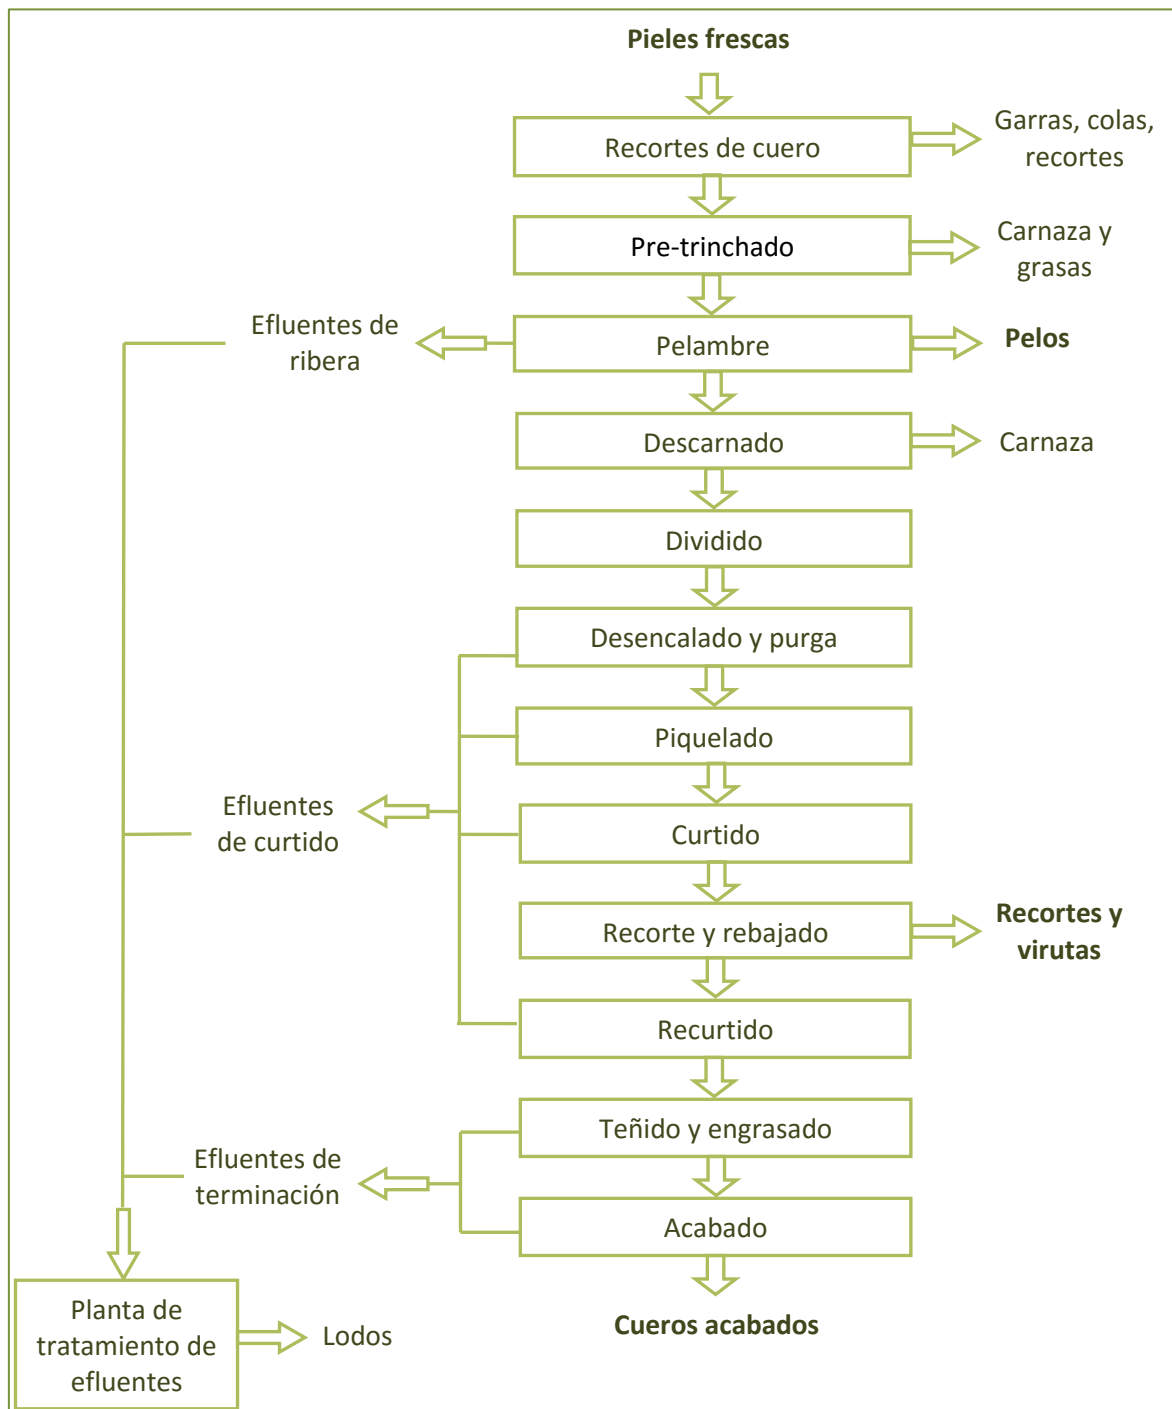 Pieles frescas
Recortes de cuero
Garras, colas,
recortes
Pre-trinchado
Carnaza y
grasas
Efluentes de
ribera
Pelambre
Pelos
Descarnado
Carnaza
Dividido
Desencalado y purga
Piquelado
Efluentes
de curtido
Curtido
Recorte y rebajado
Recortes y
virutas
Recurtido
Teñido y engrasado
Efluentes de
terminación
Acabado
Cueros acabados
Planta de
tratamiento de
efluentes
Lodos